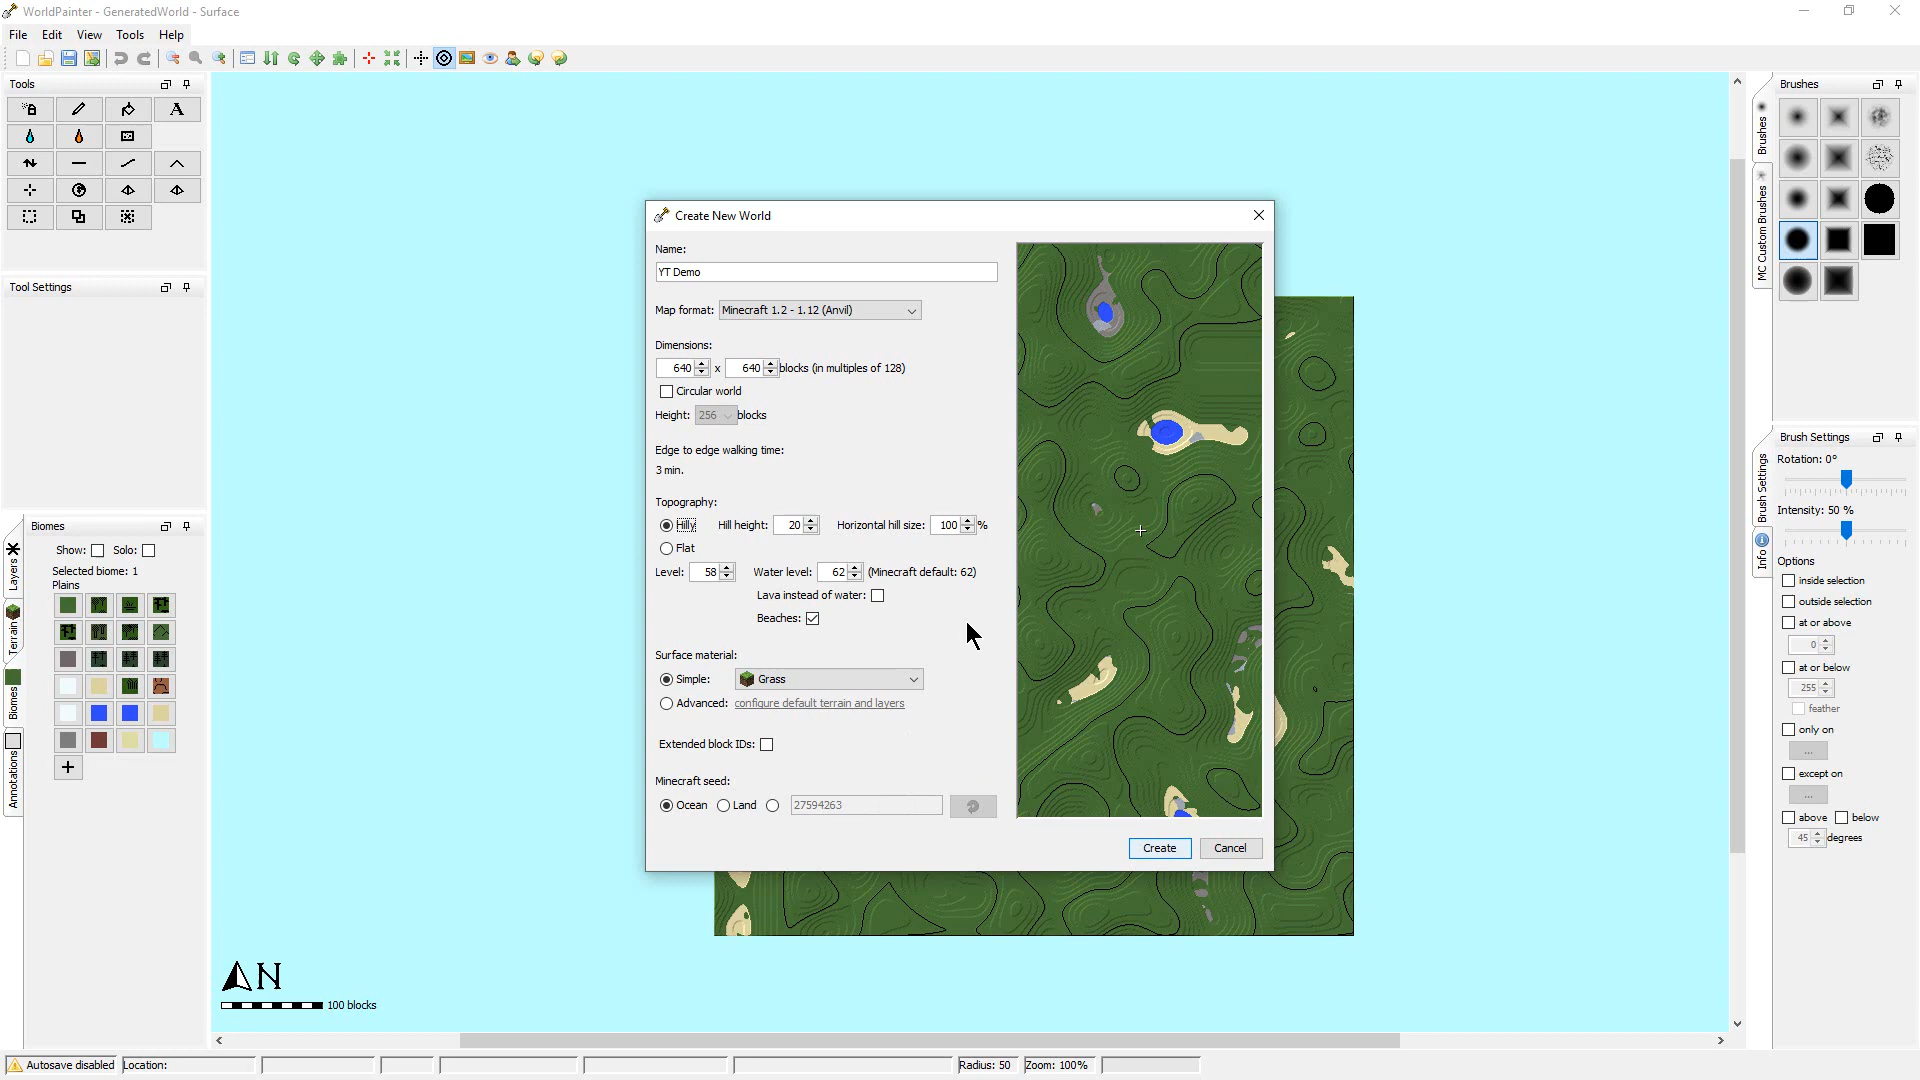 WorldPainter - GeneratedWorld - Surface
File Edit View Tools Help
Tools
A
Tool Settings
Biomes
Show: Solo:
Selected biome: 1
Plains
+
Layers
Terrain
Biomes
Annotations
N
100 blocks
Create New World
Name:
YT Demo
Map format: Minecraft 1.2 - 1.12 (Anvil)
Dimensions:
640 x 640 blocks (in multiples of 128)
Circular world
Height: 256 blocks
Edge to edge walking time:
3 min.
Topography:
Hilly Hill height: 20 Horizontal hill size: 100 %
Flat
Level: 58 Water level: 62 (Minecraft default: 62)
Lava instead of water:
Beaches:
Surface material:
Simple: Grass
Advanced: configure default terrain and layers
Extended block IDs:
Minecraft seed:
Ocean Land 27594263
Create Cancel
Brushes
MC Custom Brushes
Brushes
Brush Settings
Info
Brush Settings
Rotation: 0°
Intensity: 50 %
Options
inside selection
outside selection
at or above
0
at or below
255
feather
only on
...
except on
...
above below
45 degrees
Autosave disabled Location: Radius: 50 Zoom: 100%